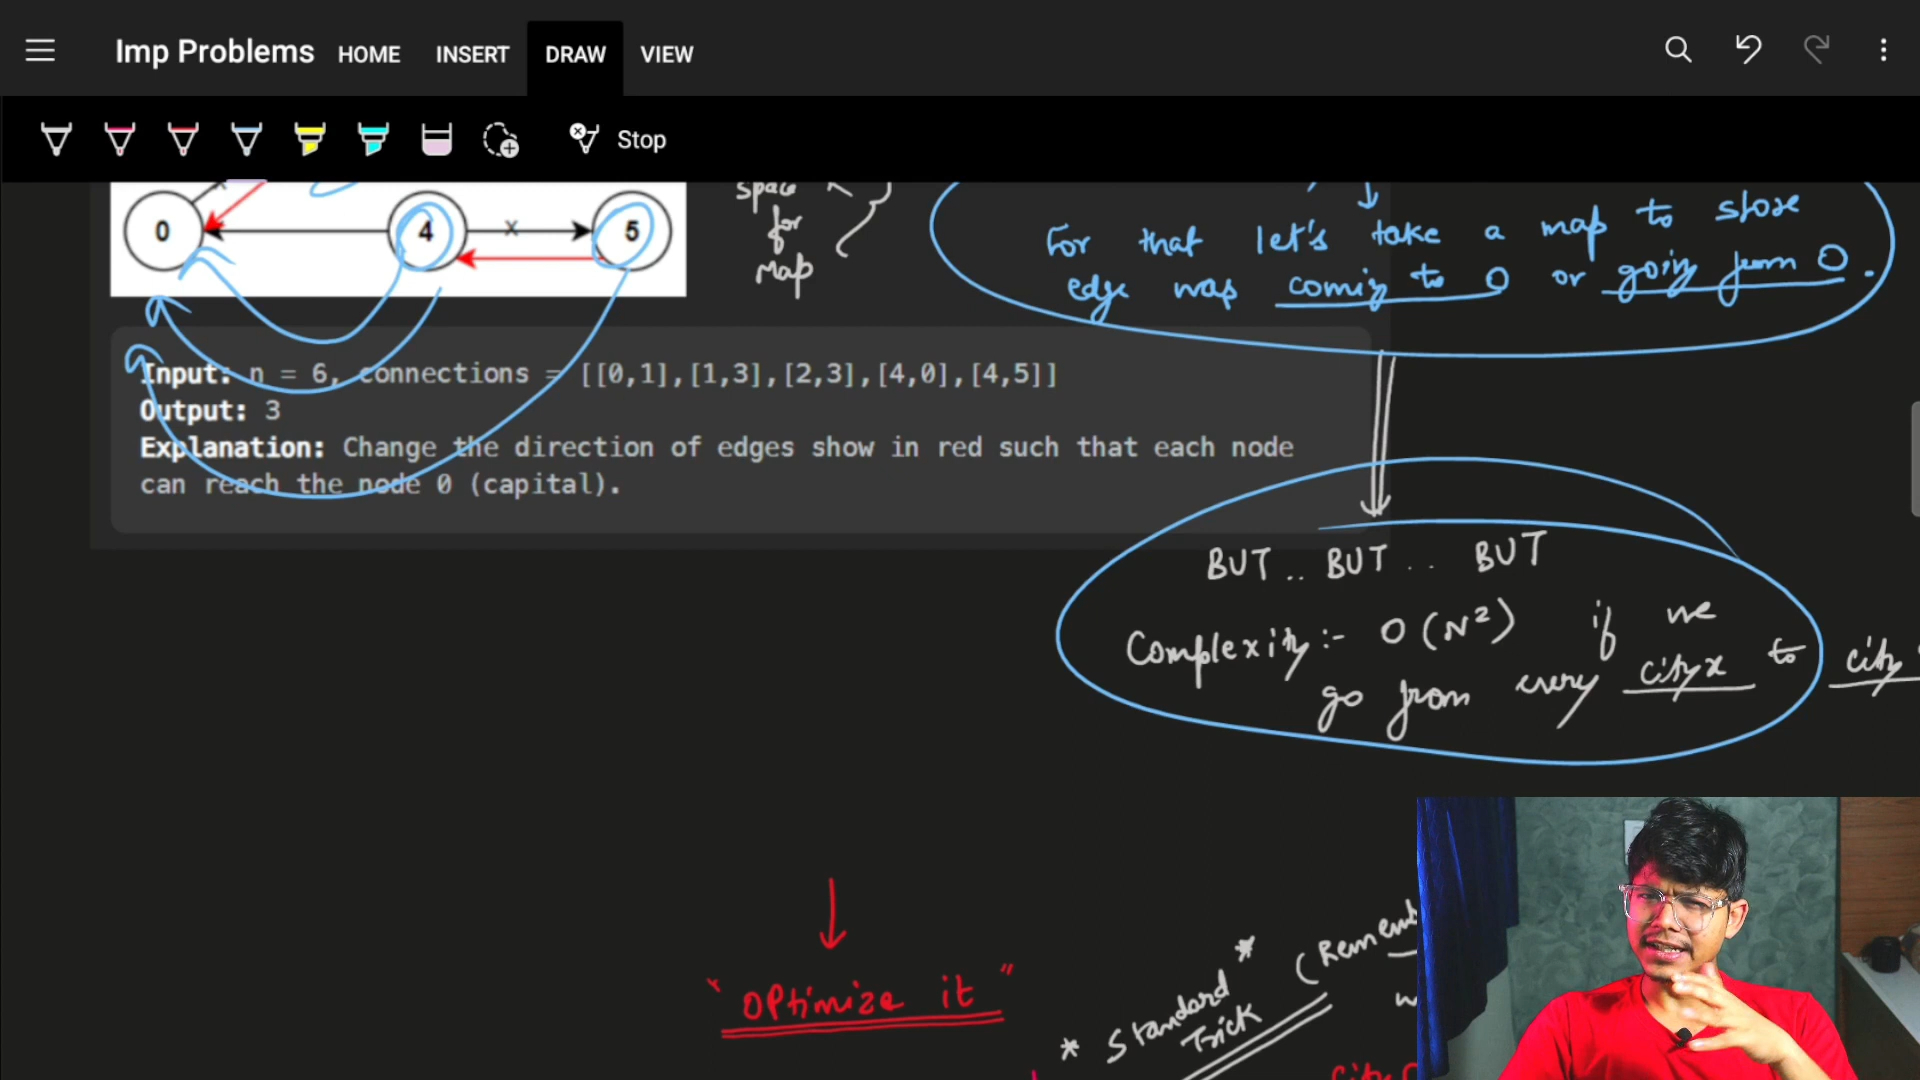 Imp Problems HOME INSERT DRAW VIEW
Stop
0 4 x 5
space
for
map
For that let's take a map to store
edge was coming to 0 or going from 0.
Input: n = 6, connections = [[0,1],[1,3],[2,3],[4,0],[4,5]]
Output: 3
Explanation: Change the direction of edges show in red such that each node
can reach the node 0 (capital).
BUT .. BUT .. BUT
Complexity :- O(N²) if we
go from every city x to city
"Optimize it"
* Standard *
Trick